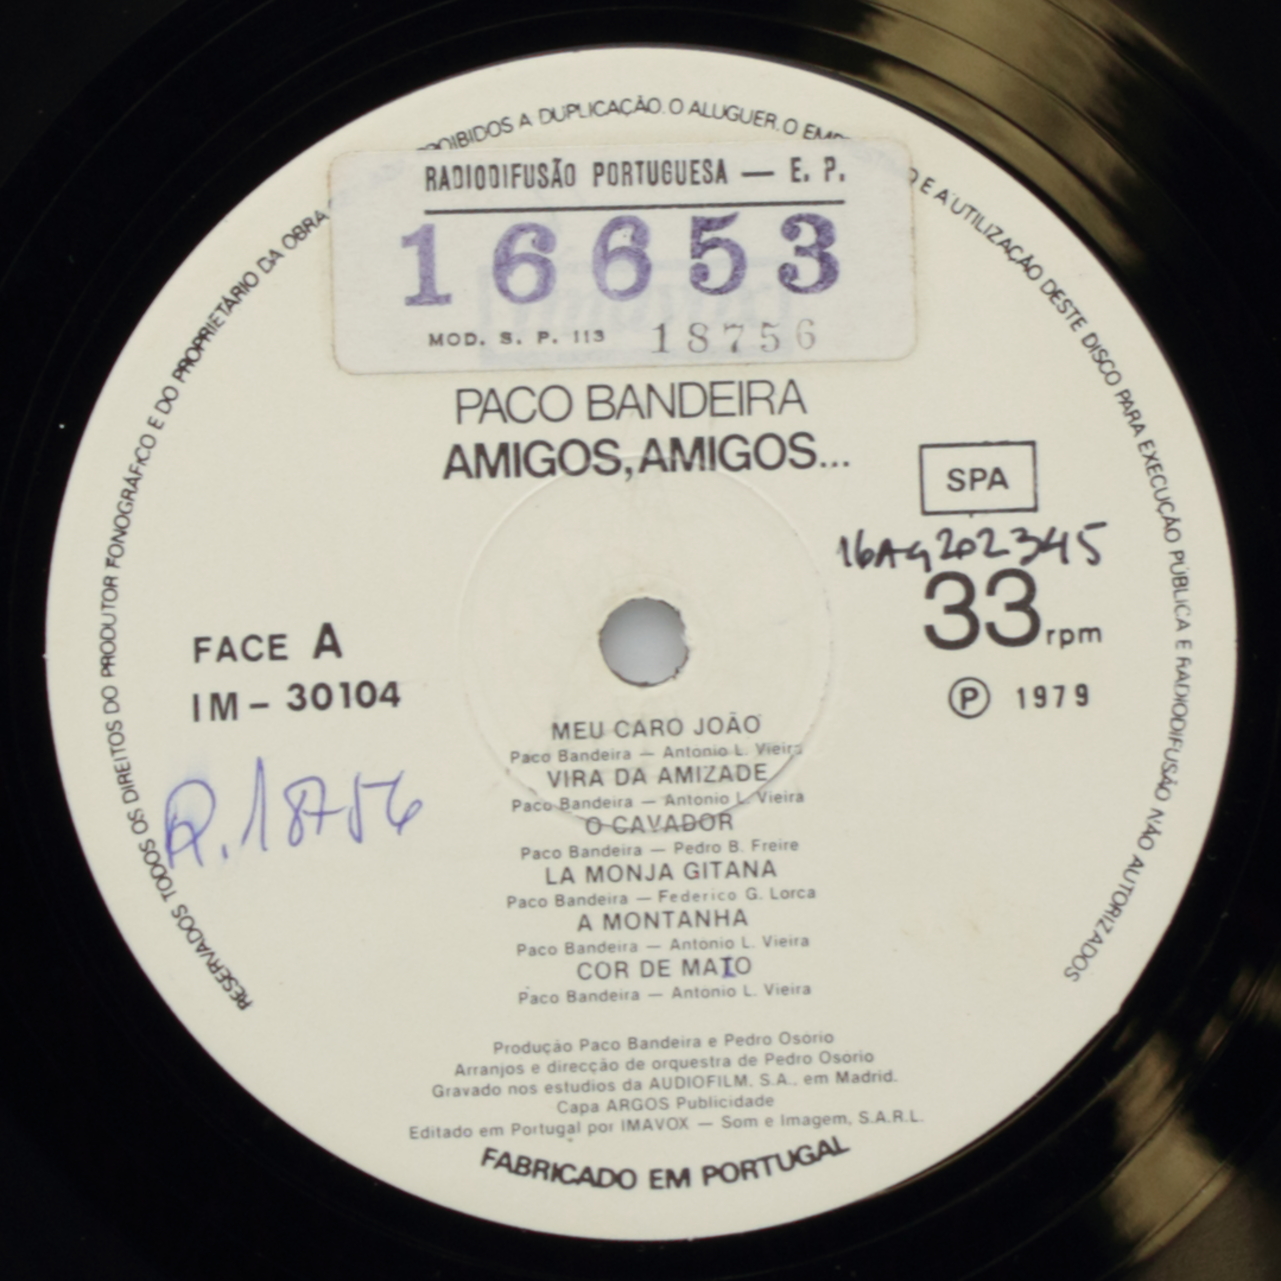 RESERVADOS TODOS OS DIREITOS DO PRODUTOR FONOGRÁFICO E DO PROPRIETÁRIO DA OBRA
O ALUGUER. O
E A UTILIZAÇÃO DESTE DISCO PARA EXECUÇÃO PÚBLICA E RADIODIFUSÃO NÃO AUTORIZADOS
A DUPLICAÇÃO.
RADIODIFUSÃO PORTUGUESA — E. P.
16653
MOD. S. P. 113 18756
PACO BANDEIRA
AMIGOS, AMIGOS...
SPA
33 rpm
FACE A
IM – 30104
Ⓟ 1979
R. 18756
MEU CARO JOÃO
Paco Bandeira — Antonio L. Vieira
VIRA DA AMIZADE
Paco Bandeira — Antonio L. Vieira
O CAVADOR
Paco Bandeira — Pedro B. Freire
LA MONJA GITANA
Paco Bandeira — Federico G. Lorca
A MONTANHA
Paco Bandeira — Antonio L. Vieira
COR DE MAIO
Paco Bandeira — Antonio L. Vieira
Produção Paco Bandeira e Pedro Osorio
Arranjos e direcção de orquestra de Pedro Osorio
Gravado nos estudios da AUDIOFILM, S.A., em Madrid.
Capa ARGOS Publicidade
Editado em Portugal por IMAVOX — Som e Imagem, S.A.R.L.
FABRICADO EM PORTUGAL